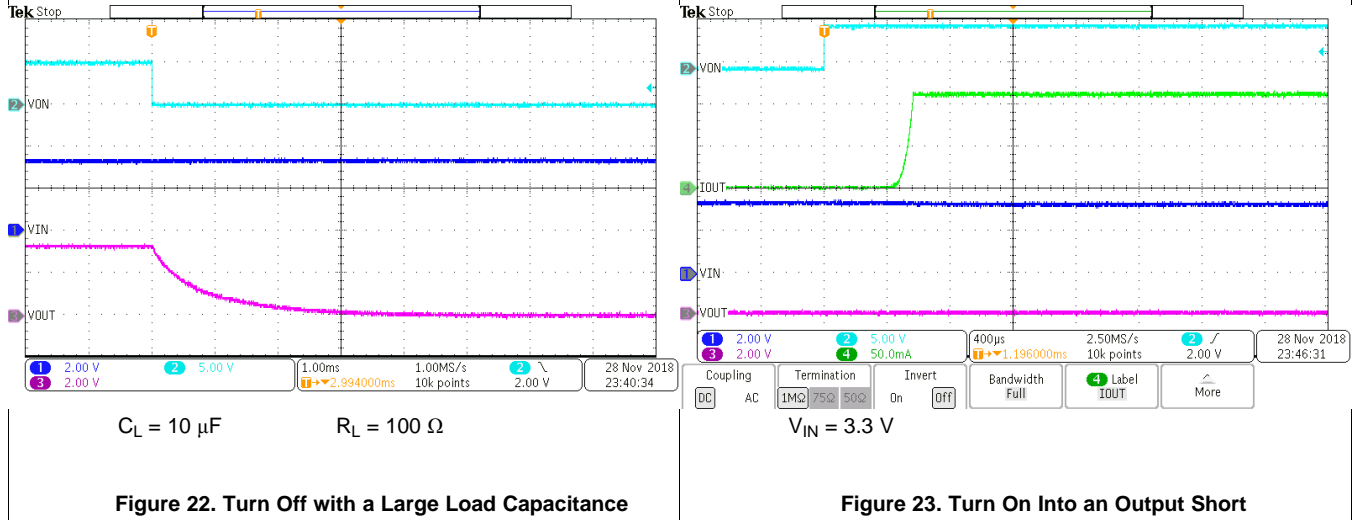 Tek Stop
T
T
2 VON
1 VIN
3 VOUT
1 2.00 V 2 5.00 V
3 2.00 V
1.00ms 1.00MS/s 2 \
T→▼2.994000ms 10k points 2.00 V
28 Nov 2018
23:40:34
C_L = 10 μF R_L = 100 Ω
Figure 22. Turn Off with a Large Load Capacitance
Tek Stop
T
T
2 VON
4 IOUT
1 VIN
3 VOUT
1 2.00 V 2 5.00 V
3 2.00 V 4 50.0mA
400μs 2.50MS/s 2 /
T→▼1.196000ms 10k points 2.00 V
28 Nov 2018
23:46:31
Coupling
DC AC
Termination
1MΩ 75Ω 50Ω
Invert
On Off
Bandwidth
Full
4 Label
IOUT
More
V_IN = 3.3 V
Figure 23. Turn On Into an Output Short